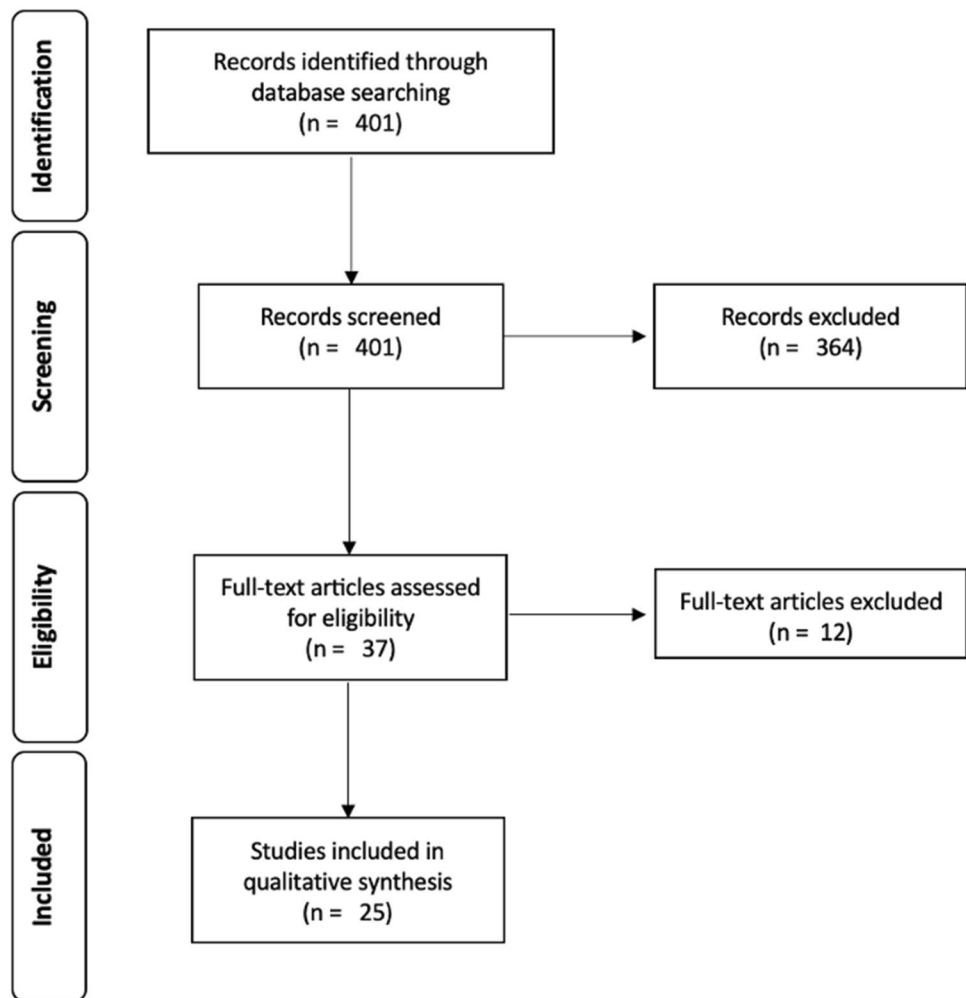 Identification
Records identified through
database searching
(n = 401)
Screening
Records screened
(n = 401)
Records excluded
(n = 364)
Eligibility
Full-text articles assessed
for eligibility
(n = 37)
Full-text articles excluded
(n = 12)
Included
Studies included in
qualitative synthesis
(n = 25)